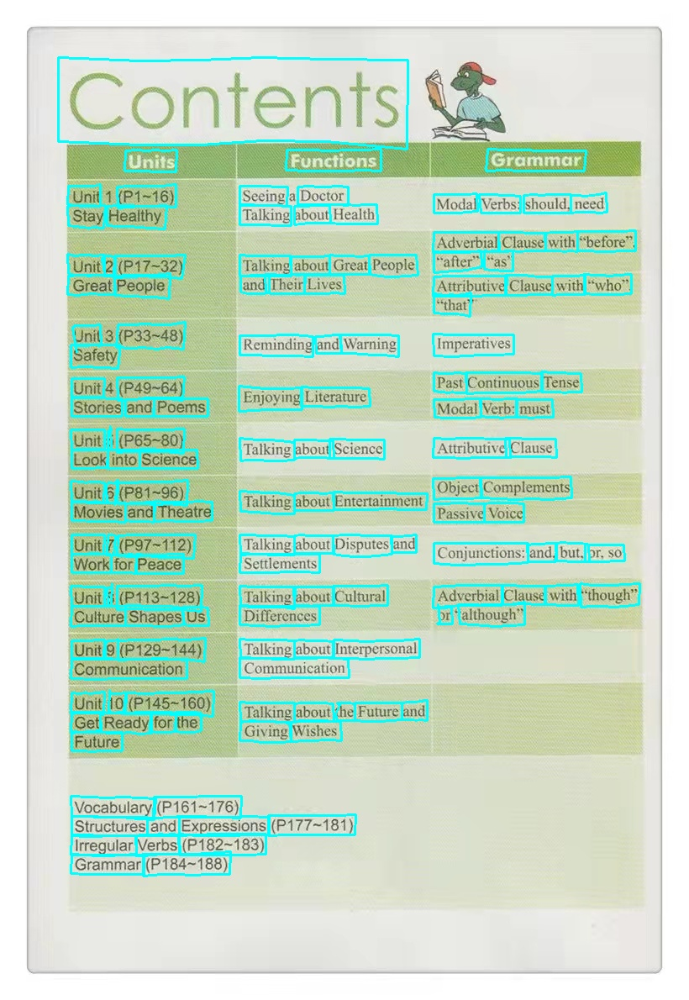 Contents
Units Functions Grammar
Unit 1 (P1~16)
Stay Healthy
Seeing a Doctor
Talking about Health
Modal Verbs: should, need
Unit 2 (P17~32)
Great People
Talking about Great People
and Their Lives
Adverbial Clause with “before”,
“after” “as”
Attributive Clause with “who”,
“that”
Unit 3 (P33~48)
Safety
Reminding and Warning
Imperatives
Unit 4 (P49~64)
Stories and Poems
Enjoying Literature
Past Continuous Tense
Modal Verb: must
Unit 5 (P65~80)
Look into Science
Talking about Science
Attributive Clause
Unit 6 (P81~96)
Movies and Theatre
Talking about Entertainment
Object Complements
Passive Voice
Unit 7 (P97~112)
Work for Peace
Talking about Disputes and
Settlements
Conjunctions: and, but, or, so
Unit 8 (P113~128)
Culture Shapes Us
Talking about Cultural
Differences
Adverbial Clause with “though”
or “although”
Unit 9 (P129~144)
Communication
Talking about Interpersonal
Communication
Unit 10 (P145~160)
Get Ready for the
Future
Talking about the Future and
Giving Wishes
Vocabulary (P161~176)
Structures and Expressions (P177~181)
Irregular Verbs (P182~183)
Grammar (P184~188)